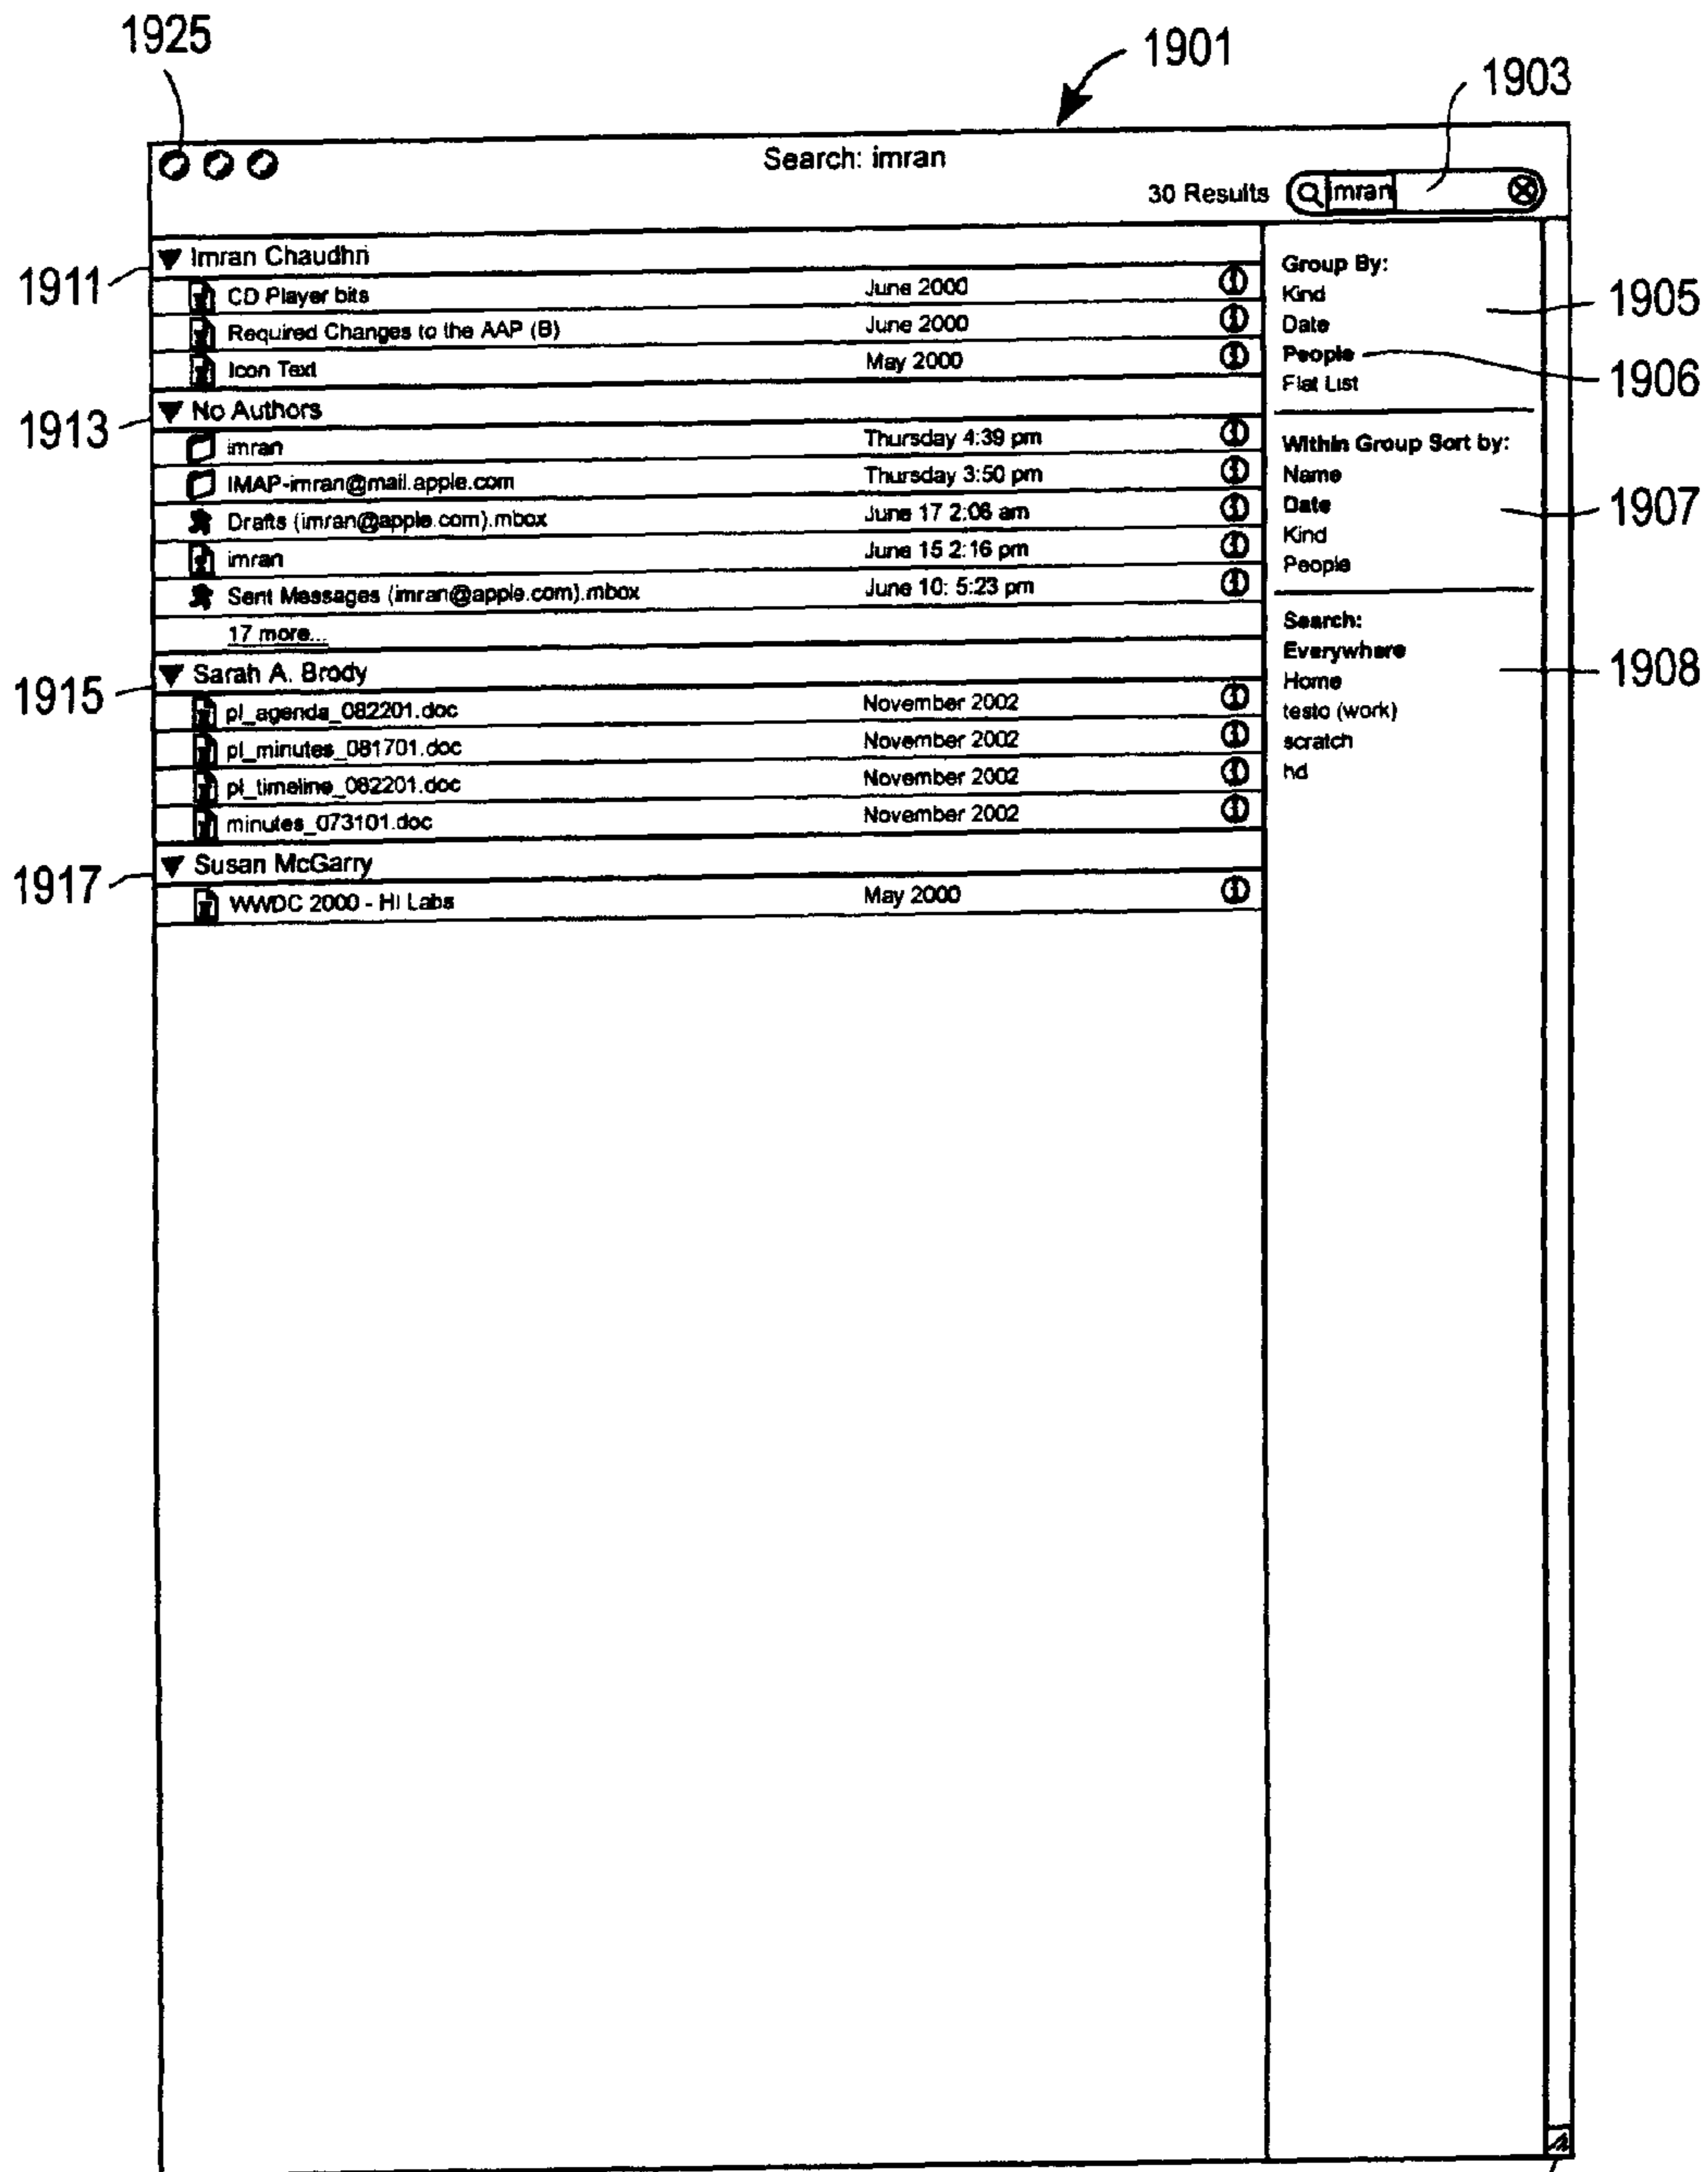 1925
1901
1903
Search: imran
30 Results
imran
1911
Imran Chaudhri
CD Player bits June 2000
Required Changes to the AAP (B) June 2000
Icon Text May 2000
1913
No Authors
imran Thursday 4:39 pm
IMAP-imran@mail.apple.com Thursday 3:50 pm
Drafts (imran@apple.com).mbox June 17 2:06 am
imran June 15 2:16 pm
Sent Messages (imran@apple.com).mbox June 10: 5:23 pm
17 more...
1915
Sarah A. Brody
pl_agenda_082201.doc November 2002
pl_minutes_081701.doc November 2002
pl_timeline_082201.doc November 2002
minutes_073101.doc November 2002
1917
Susan McGarry
WWDC 2000 - HI Labs May 2000
Group By:
Kind
1905
Date
People
1906
Flat List
Within Group Sort by:
Name
Date
1907
Kind
People
Search:
Everywhere
1908
Home
testo (work)
scratch
hd